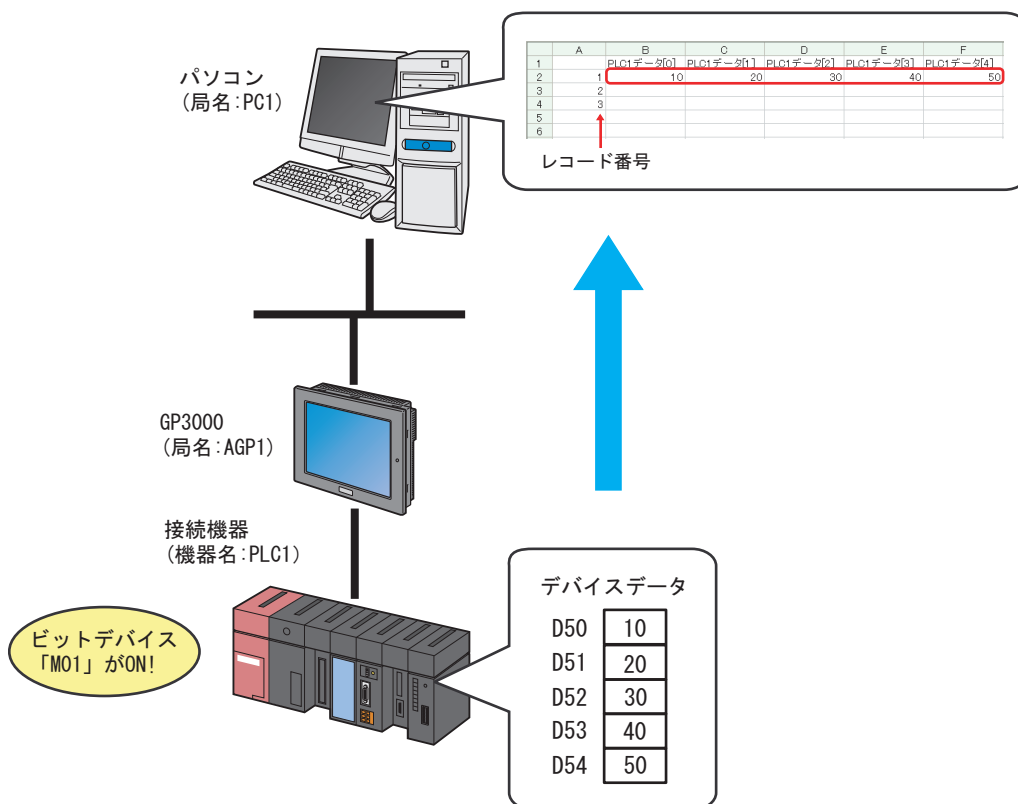 パソコン
(局名:PC1)
A B C D E F
1 PLC1データ[0] PLC1データ[1] PLC1データ[2] PLC1データ[3] PLC1データ[4]
2 1 10 20 30 40 50
3 2
4 3
5
6
レコード番号
GP3000
(局名:AGP1)
接続機器
(機器名:PLC1)
ビットデバイス
「M01」がON!
デバイスデータ
D50 10
D51 20
D52 30
D53 40
D54 50